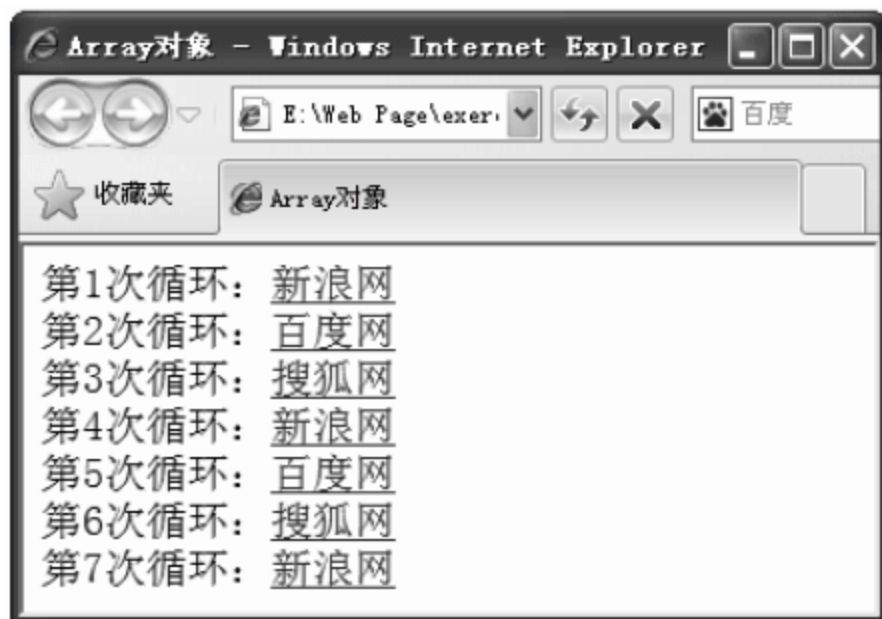 Array对象 - Windows Internet Explorer
E:\Web Page\exer
百度
收藏夹
Array对象
第1次循环：新浪网
第2次循环：百度网
第3次循环：搜狐网
第4次循环：新浪网
第5次循环：百度网
第6次循环：搜狐网
第7次循环：新浪网